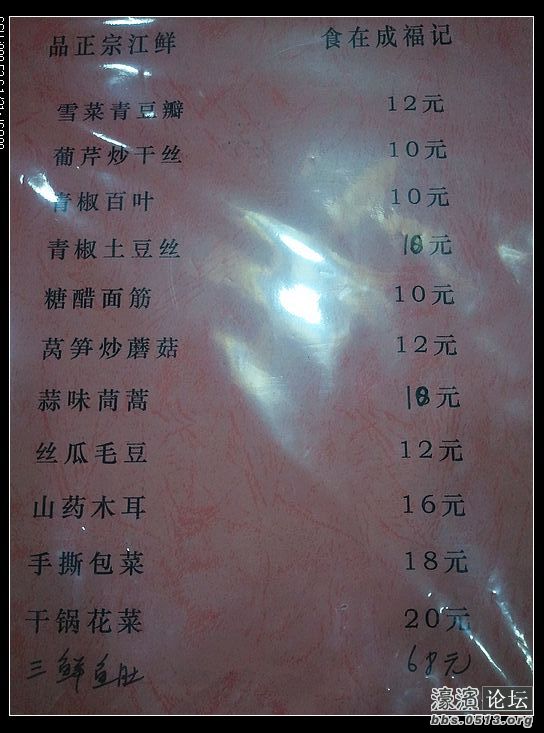 品正宗江鲜 食在成福记
雪菜青豆瓣 12元
葡芹炒干丝 10元
青椒百叶 10元
青椒土豆丝 10元
糖醋面筋 10元
莴笋炒蘑菇 12元
蒜味茼蒿 18元
丝瓜毛豆 12元
山药木耳 16元
手撕包菜 18元
干锅花菜 20元
三鲜鱼肚 68元
濠滨论坛
bbs.0513.org